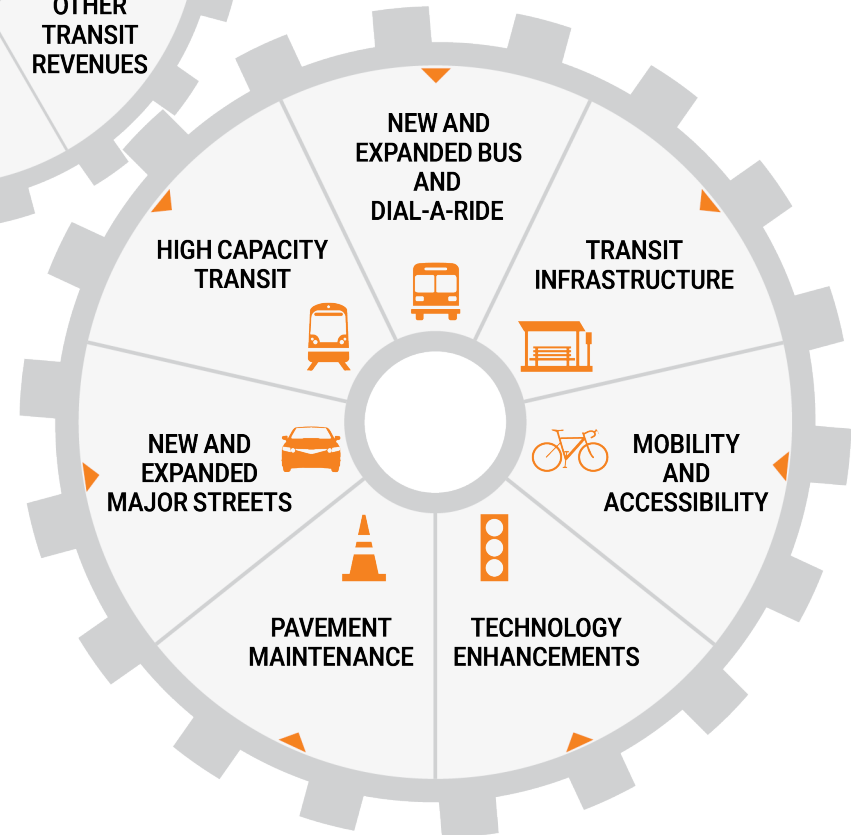 OTHER
TRANSIT
REVENUES
NEW AND
EXPANDED BUS
AND
DIAL-A-RIDE
HIGH CAPACITY
TRANSIT
TRANSIT
INFRASTRUCTURE
NEW AND
EXPANDED
MAJOR STREETS
MOBILITY
AND
ACCESSIBILITY
PAVEMENT
MAINTENANCE
TECHNOLOGY
ENHANCEMENTS